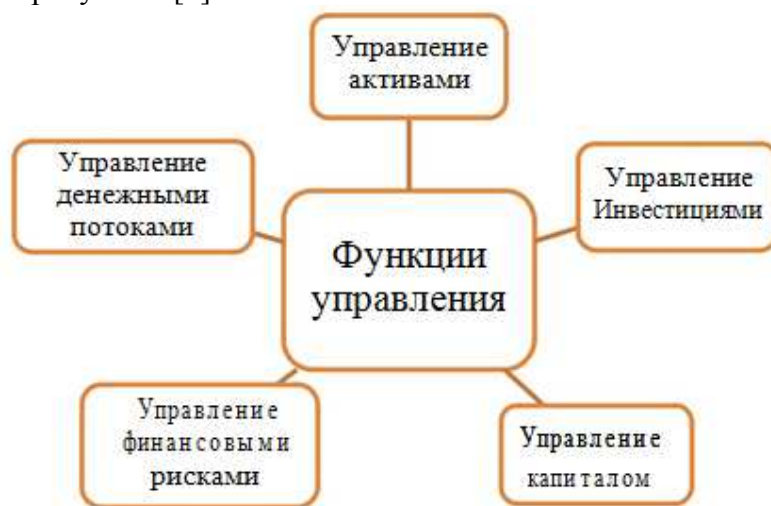 Управление
активами
Управление
денежными
потоками
Управление
Инвестициями
Функции
управления
Управление
финансовыми
рисками
Управление
капиталом